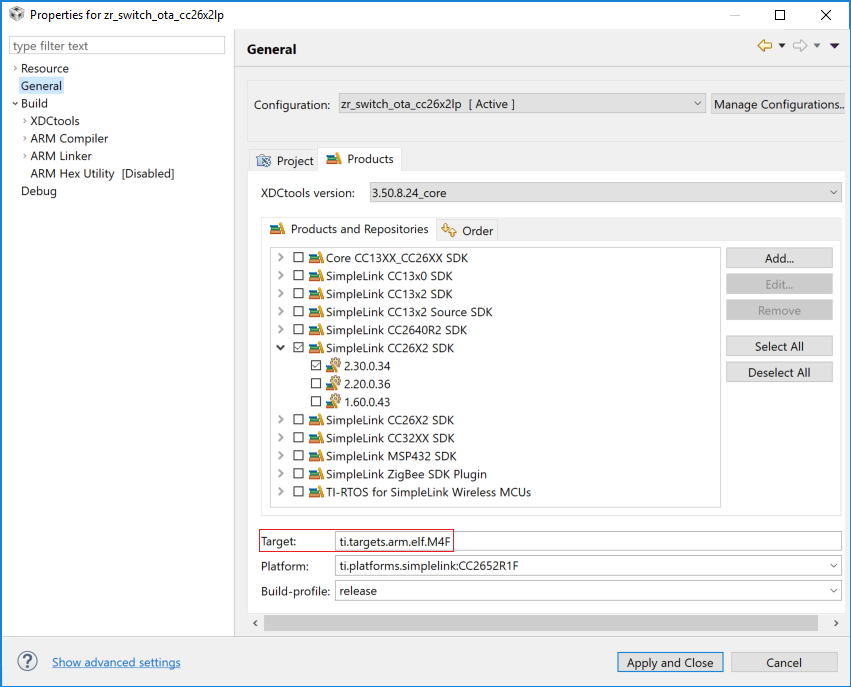 Properties for zr_switch_ota_cc26x2lp
type filter text
Resource
General
Build
XDCtools
ARM Compiler
ARM Linker
ARM Hex Utility [Disabled]
Debug
General
Configuration: zr_switch_ota_cc26x2lp [ Active ] Manage Configurations..
Project Products
XDCtools version: 3.50.8.24_core
Products and Repositories Order
Core CC13XX_CC26XX SDK
SimpleLink CC13x0 SDK
SimpleLink CC13x2 SDK
SimpleLink CC13x2 Source SDK
SimpleLink CC2640R2 SDK
SimpleLink CC26X2 SDK
2.30.0.34
2.20.0.36
1.60.0.43
SimpleLink CC26X2 SDK
SimpleLink CC32XX SDK
SimpleLink MSP432 SDK
SimpleLink ZigBee SDK Plugin
TI-RTOS for SimpleLink Wireless MCUs
Add...
Edit...
Remove
Select All
Deselect All
Target: ti.targets.arm.elf.M4F
Platform: ti.platforms.simplelink:CC2652R1F
Build-profile: release
? Show advanced settings Apply and Close Cancel